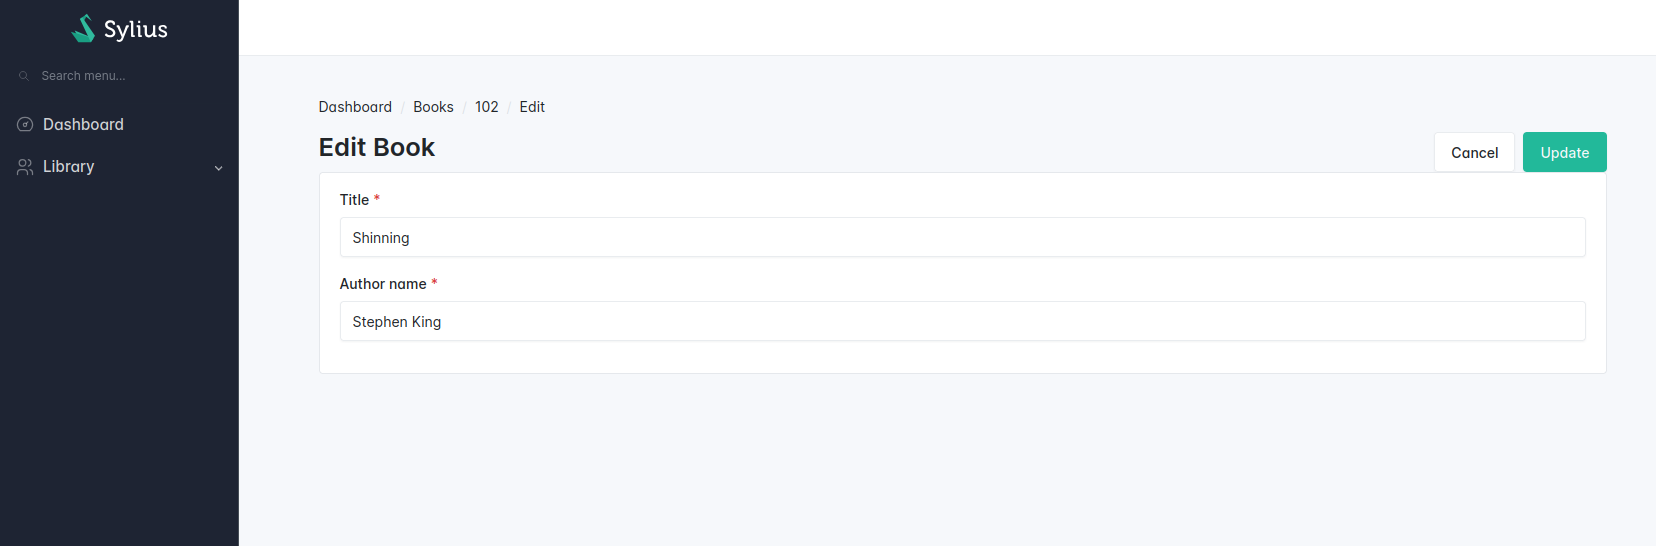 Sylius
Search menu...
Dashboard
Library
Dashboard / Books / 102 / Edit
Edit Book
Cancel
Update
Title *
Shinning
Author name *
Stephen King